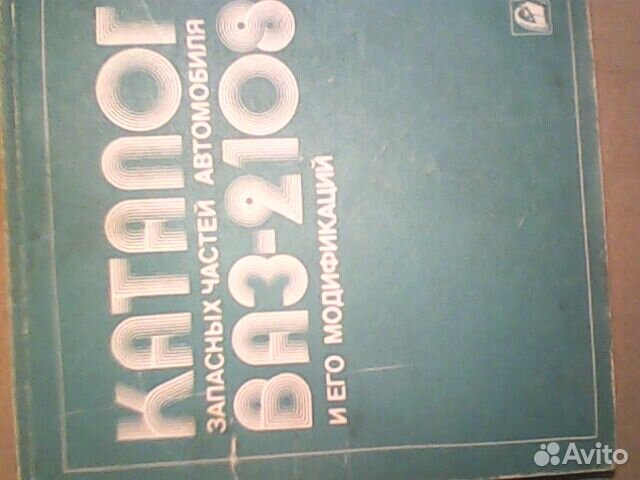 КАТАЛОГ
ЗАПАСНЫХ ЧАСТЕЙ АВТОМОБИЛЯ
ВАЗ-2108
И ЕГО МОДИФИКАЦИЙ
Avito